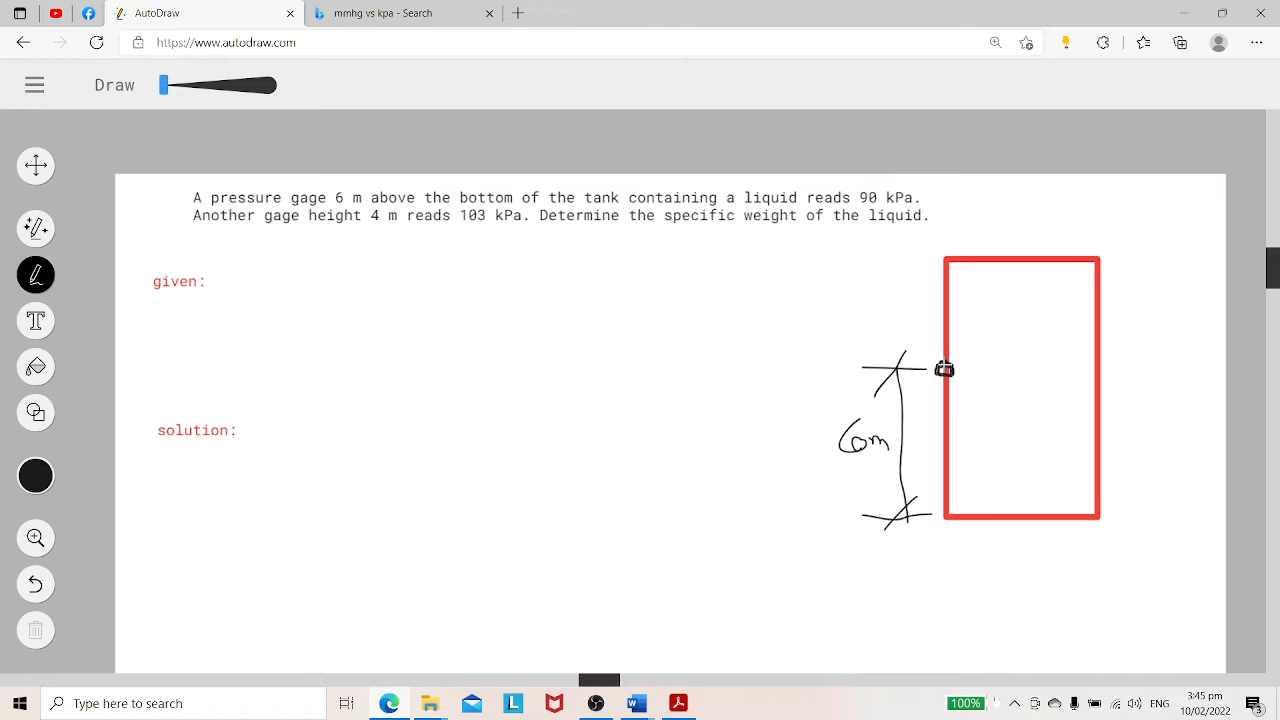 AutoDraw
mmhg vs kpa - Search
https://www.autodraw.com
Draw
A pressure gage 6 m above the bottom of the tank containing a liquid reads 90 kPa.
Another gage height 4 m reads 103 kPa. Determine the specific weight of the liquid.
given:
6m
solution:
Type here to search
100%
ENG
3:45 pm
10/02/2022
3